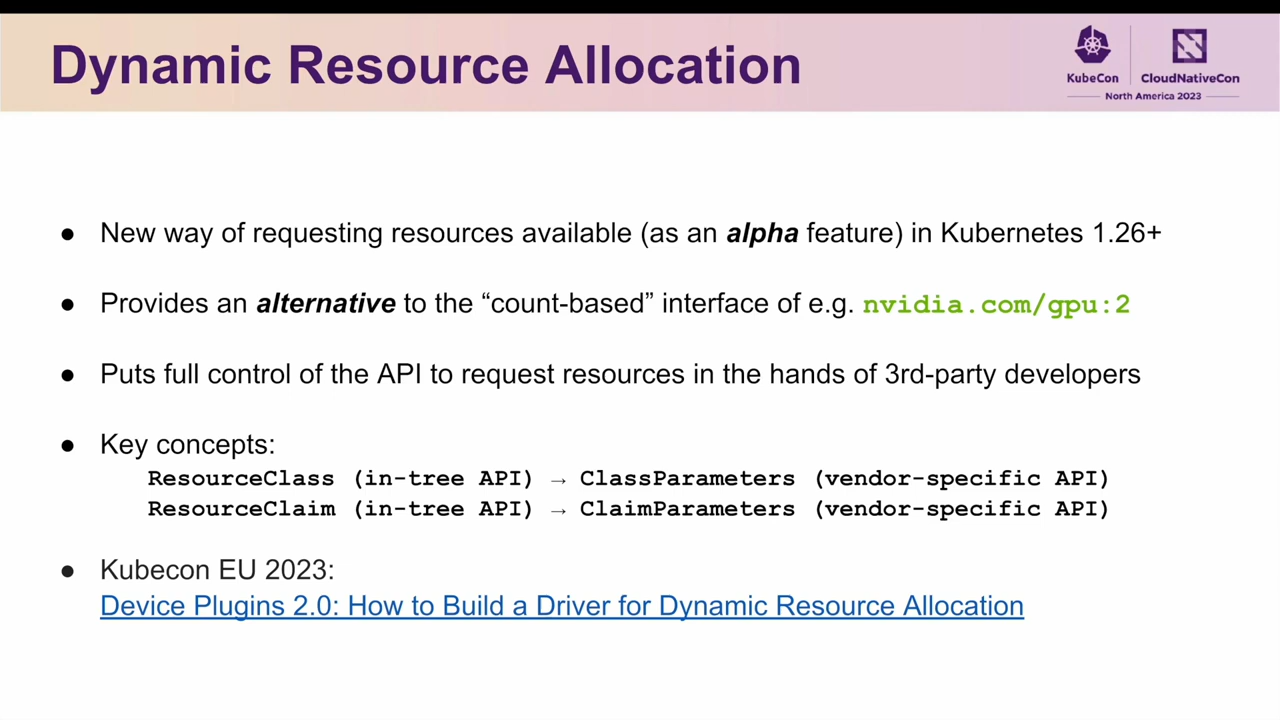 Dynamic Resource Allocation
KubeCon
CloudNativeCon
North America 2023
● New way of requesting resources available (as an alpha feature) in Kubernetes 1.26+
● Provides an alternative to the “count-based” interface of e.g. nvidia.com/gpu:2
● Puts full control of the API to request resources in the hands of 3rd-party developers
● Key concepts:
ResourceClass (in-tree API) → ClassParameters (vendor-specific API)
ResourceClaim (in-tree API) → ClaimParameters (vendor-specific API)
● Kubecon EU 2023:
Device Plugins 2.0: How to Build a Driver for Dynamic Resource Allocation